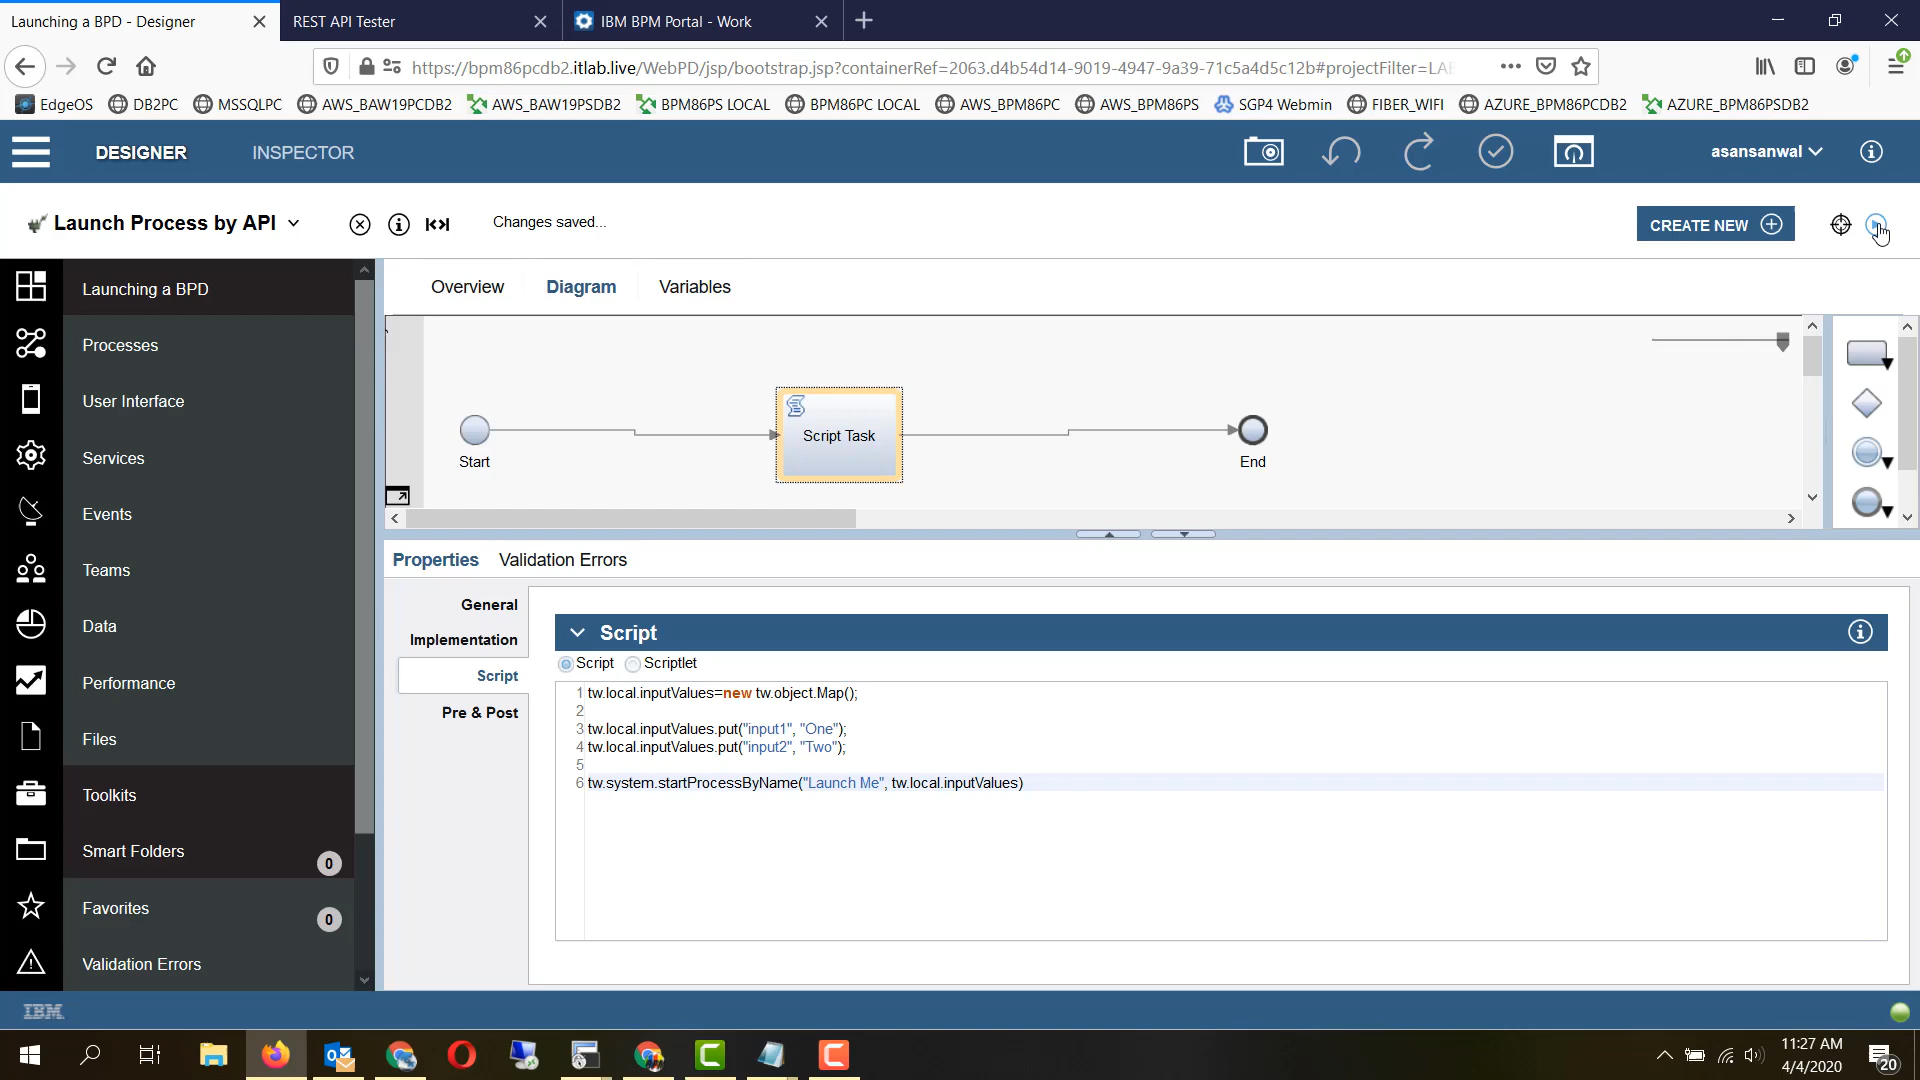 Launching a BPD - Designer
REST API Tester
IBM BPM Portal - Work
https://bpm86pcdb2.itlab.live/WebPD/jsp/bootstrap.jsp?containerRef=2063.d4b54d14-9019-4947-9a39-71c5a4d5c12b#projectFilter=LAB
EdgeOS
DB2PC
MSSQLPC
AWS_BAW19PCDB2
AWS_BAW19PSDB2
BPM86PS LOCAL
BPM86PC LOCAL
AWS_BPM86PC
AWS_BPM86PS
SGP4 Webmin
FIBER_WIFI
AZURE_BPM86PCDB2
AZURE_BPM86PSDB2
DESIGNER
INSPECTOR
asansanwal
Launch Process by API
Changes saved...
CREATE NEW
Launching a BPD
Processes
User Interface
Services
Events
Teams
Data
Performance
Files
Toolkits
Smart Folders
0
Favorites
0
Validation Errors
Overview
Diagram
Variables
Start
Script Task
End
Properties
Validation Errors
General
Implementation
Script
Pre & Post
Script
Script
Scriptlet
1 tw.local.inputValues=new tw.object.Map();
2
3 tw.local.inputValues.put("input1", "One");
4 tw.local.inputValues.put("input2", "Two");
5
6 tw.system.startProcessByName("Launch Me", tw.local.inputValues)
IBM
11:27 AM
4/4/2020
20